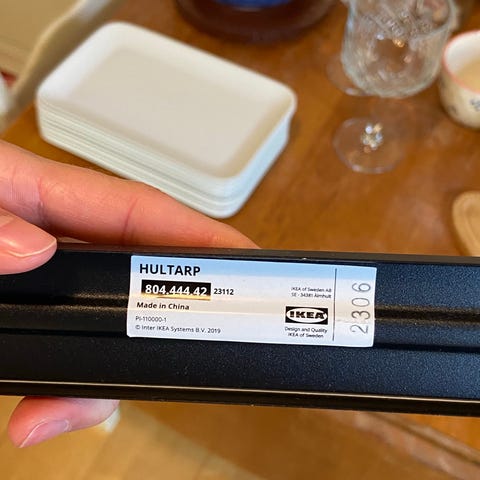 HULTARP
804.444.42 23112
Made in China
PI-110000-1
© Inter IKEA Systems B.V. 2019
IKEA of Sweden AB
SE - 34381 Älmhult
IKEA
Design and Quality
IKEA of Sweden
2306